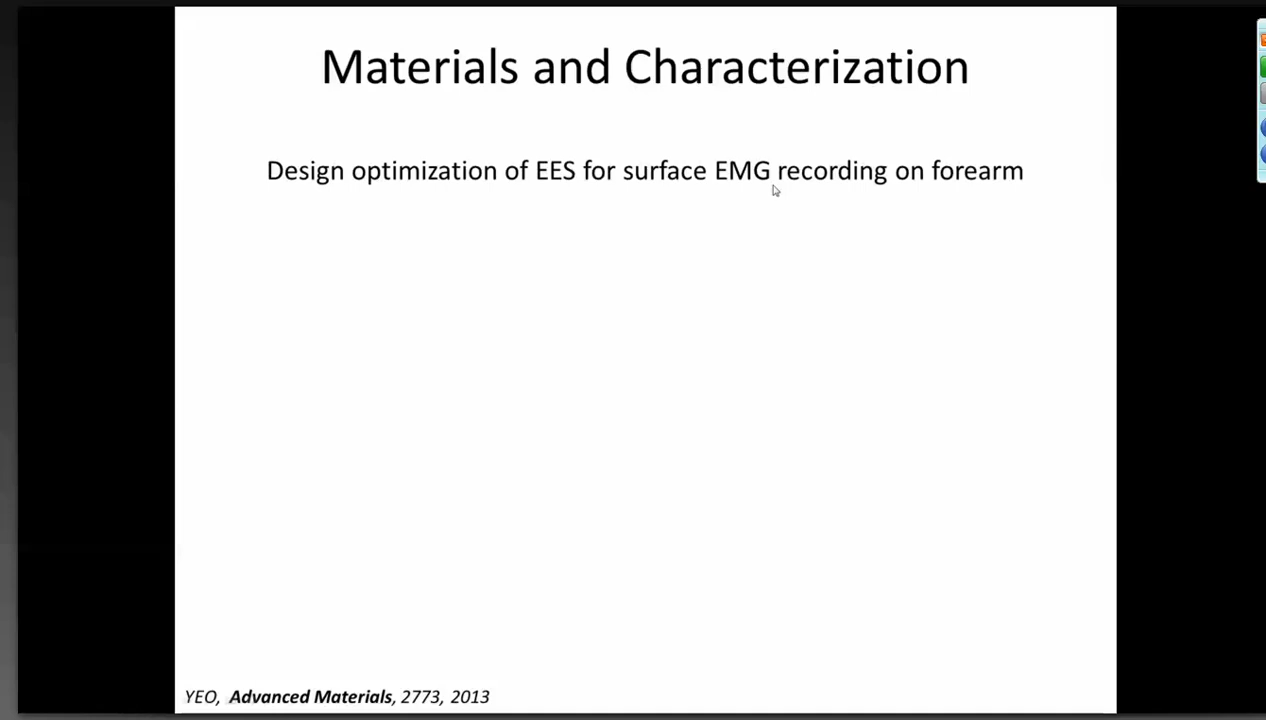 Materials and Characterization
Design optimization of EES for surface EMG recording on forearm
YEO, Advanced Materials, 2773, 2013